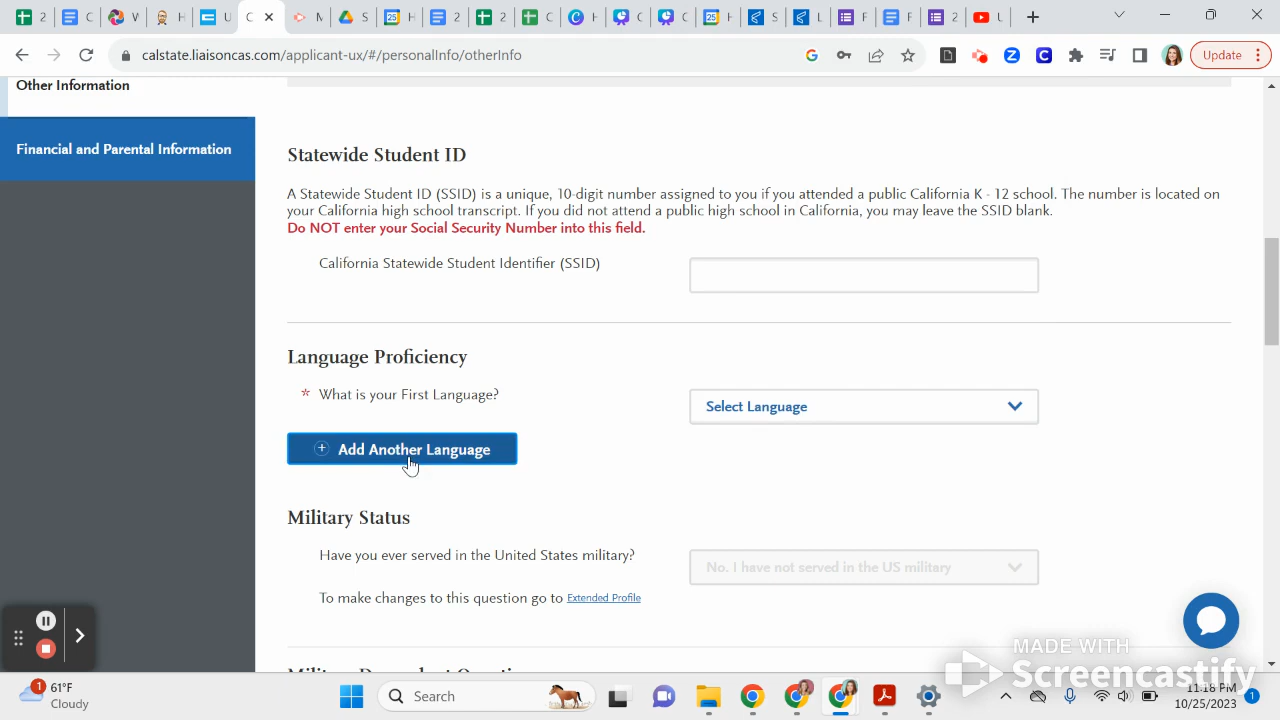 2
C
W
H
U
C
M
S
H
2
2
H
C
C
C
H
S
L
F
F
2
L
calstate.liaisoncas.com/applicant-ux/#/personalInfo/otherInfo
Update
Other Information
Financial and Parental Information
Statewide Student ID
A Statewide Student ID (SSID) is a unique, 10-digit number assigned to you if you attended a public California K - 12 school. The number is located on
your California high school transcript. If you did not attend a public high school in California, you may leave the SSID blank.
Do NOT enter your Social Security Number into this field.
California Statewide Student Identifier (SSID)
Language Proficiency
* What is your First Language?
Select Language
+ Add Another Language
Military Status
Have you ever served in the United States military?
No. I have not served in the US military
To make changes to this question go to Extended Profile
MADE WITH
Screencastify
1
61°F
Cloudy
Search
11:16 PM
10/25/2023
1